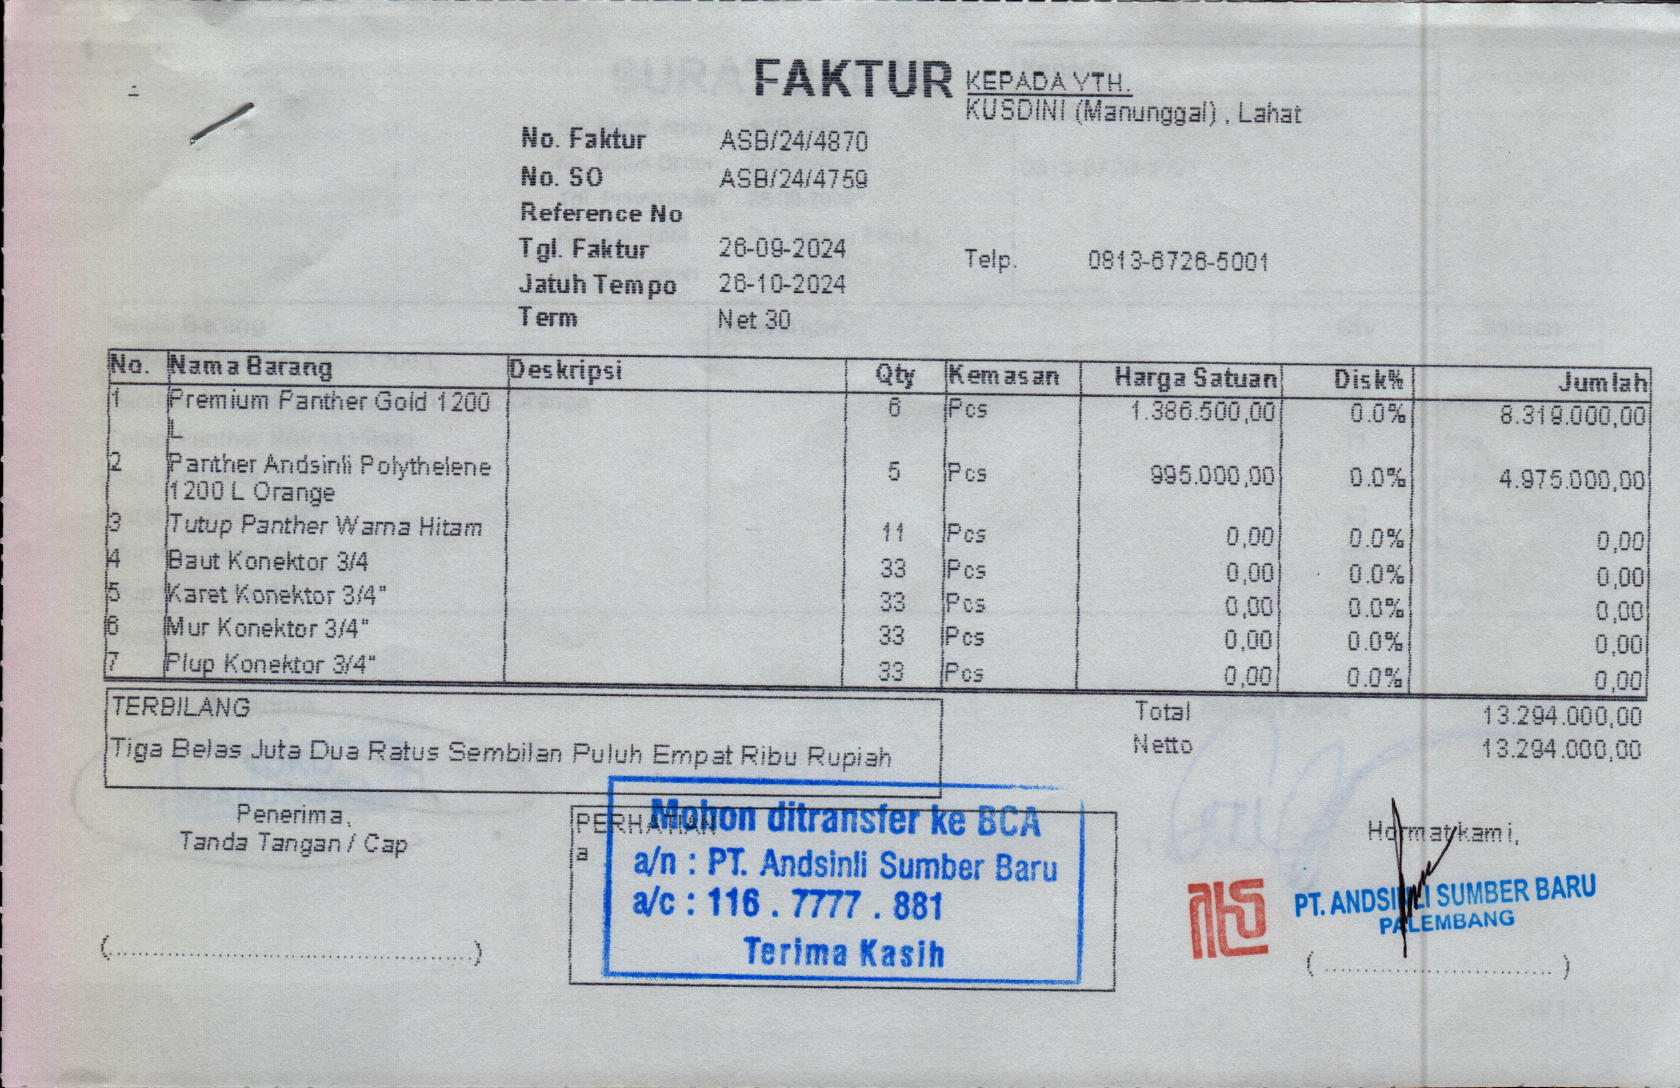 FAKTUR
KEPADA YTH.
KUSDINI (Manunggal) , Lahat
No. Faktur ASB/24/4870
No. SO ASB/24/4759
Reference No
Tgl. Faktur 26-09-2024
Telp. 0813-6726-5001
Jatuh Tempo 26-10-2024
Term Net 30
No. Nama Barang Deskripsi Qty Kemasan Harga Satuan Disk% Jumlah
1 Premium Panther Gold 1200 6 Pcs 1.386.500,00 0.0% 8.319.000,00
L
2 Panther Andsinli Polythelene 5 Pcs 995.000,00 0.0% 4.975.000,00
1200 L Orange
3 Tutup Panther Warna Hitam 11 Pcs 0,00 0.0% 0,00
4 Baut Konektor 3/4 33 Pcs 0,00 0.0% 0,00
5 Karet Konektor 3/4" 33 Pcs 0,00 0.0% 0,00
6 Mur Konektor 3/4" 33 Pcs 0,00 0.0% 0,00
7 Plup Konektor 3/4" 33 Pcs 0,00 0.0% 0,00
TERBILANG
Tiga Belas Juta Dua Ratus Sembilan Puluh Empat Ribu Rupiah
Total 13.294.000,00
Netto 13.294.000,00
Penerima,
Tanda Tangan / Cap
PERHATIAN
a
Mohon ditransfer ke BCA
a/n : PT. Andsinli Sumber Baru
a/c : 116 . 7777 . 881
Terima Kasih
Hormat kami,
PT. ANDSINLI SUMBER BARU
PALEMBANG
(..............................................)
( ............................. )